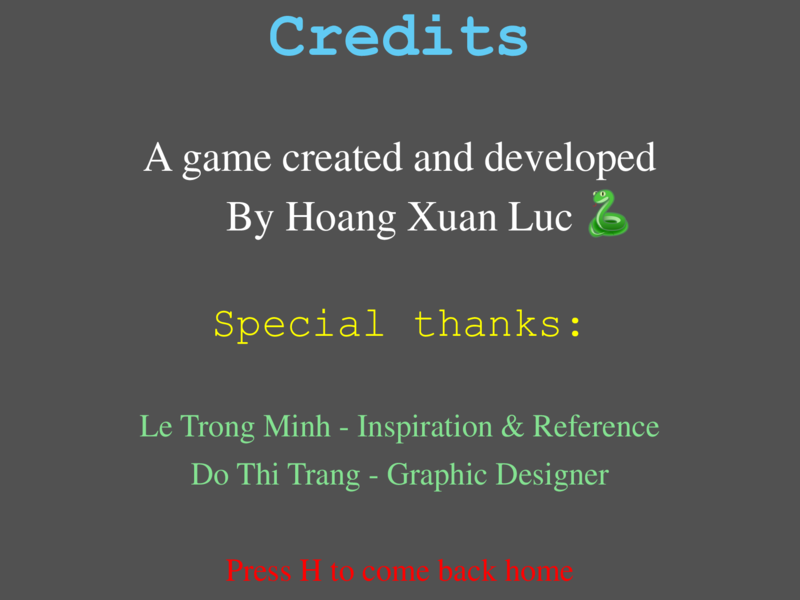 Credits
A game created and developed
By Hoang Xuan Luc 🐍
Special thanks:
Le Trong Minh - Inspiration & Reference
Do Thi Trang - Graphic Designer
Press H to come back home